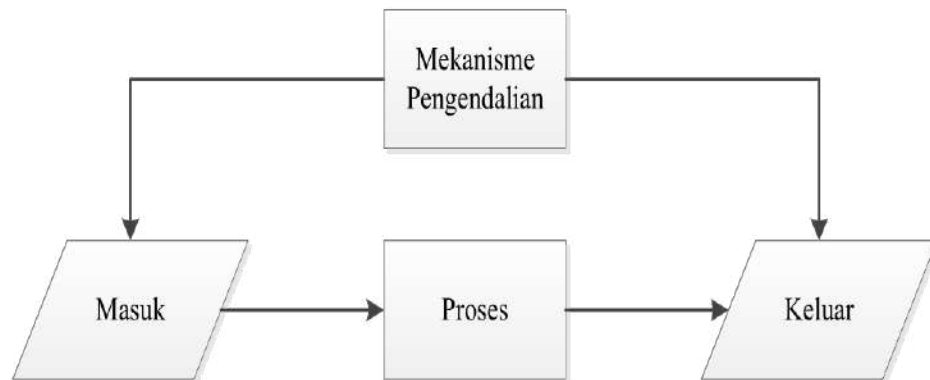 Mekanisme
Pengendalian
Masuk
Proses
Keluar